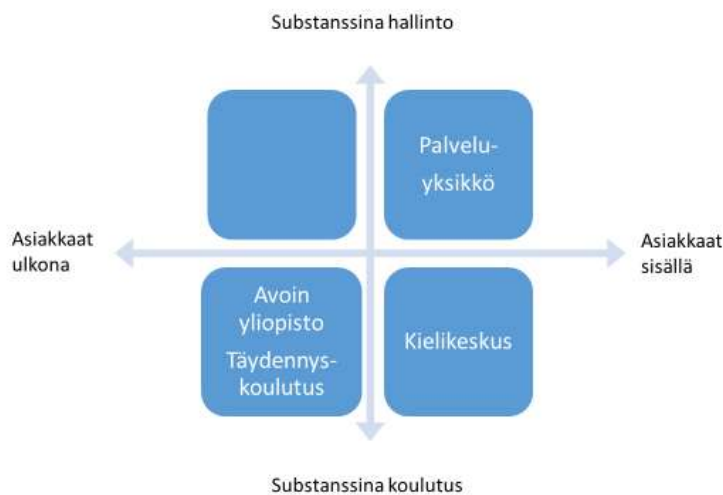 Substanssina hallinto
Palvelu-
yksikkö
Asiakkaat
ulkona
Asiakkaat
sisällä
Avoin
yliopisto
Täydennys-
koulutus
Kielikeskus
Substanssina koulutus